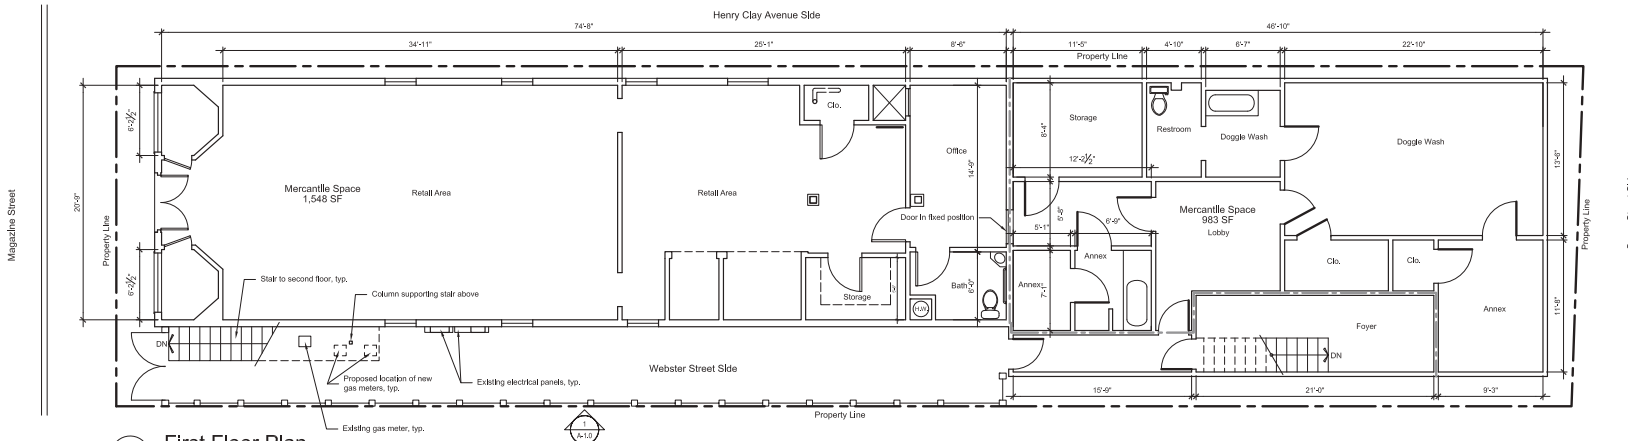 Henry Clay Avenue Side
74'-8"
46'-10"
34'-11"
25'-1"
8'-6"
11'-5"
4'-10"
6'-7"
22'-10"
Property Line
6'-2½"
Clo.
Storage
8'-4"
Restroom
Doggie Wash
Doggie Wash
Office
14'-9"
12'-2½"
13'-6"
Magazine Street
20'-9"
Property Line
Mercantile Space
1,548 SF
Retail Area
Retail Area
Door in fixed position
5'-8"
5'-1"
6'-9"
Mercantile Space
983 SF
Lobby
Property Line
6'-2½"
Stair to second floor, typ.
Column supporting stair above
Storage
Bath
6'-0"
H.W.
Annex
Annex
7'-1"
Clo.
Clo.
Annex
11'-8"
Foyer
DN
DN
Proposed location of new
gas meters, typ.
Existing electrical panels, typ.
Webster Street Side
15'-9"
21'-0"
9'-3"
Property Line
Existing gas meter, typ.
1
A-1.0
First Floor Plan